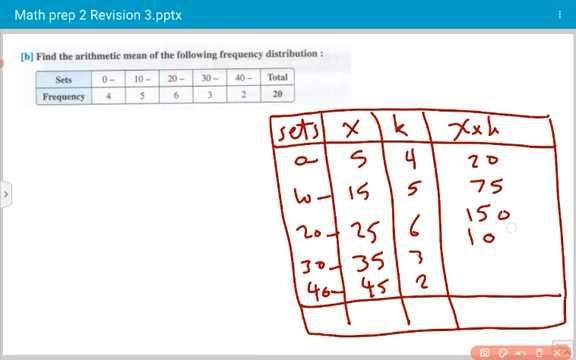 Math prep 2 Revision 3.pptx
[b] Find the arithmetic mean of the following frequency distribution :
Sets 0 – 10 – 20 – 30 – 40 – Total
Frequency 4 5 6 3 2 20
sets x k x×k
0- 5 4 20
10- 15 5 75
20- 25 6 150
30- 35 3 10
40- 45 2